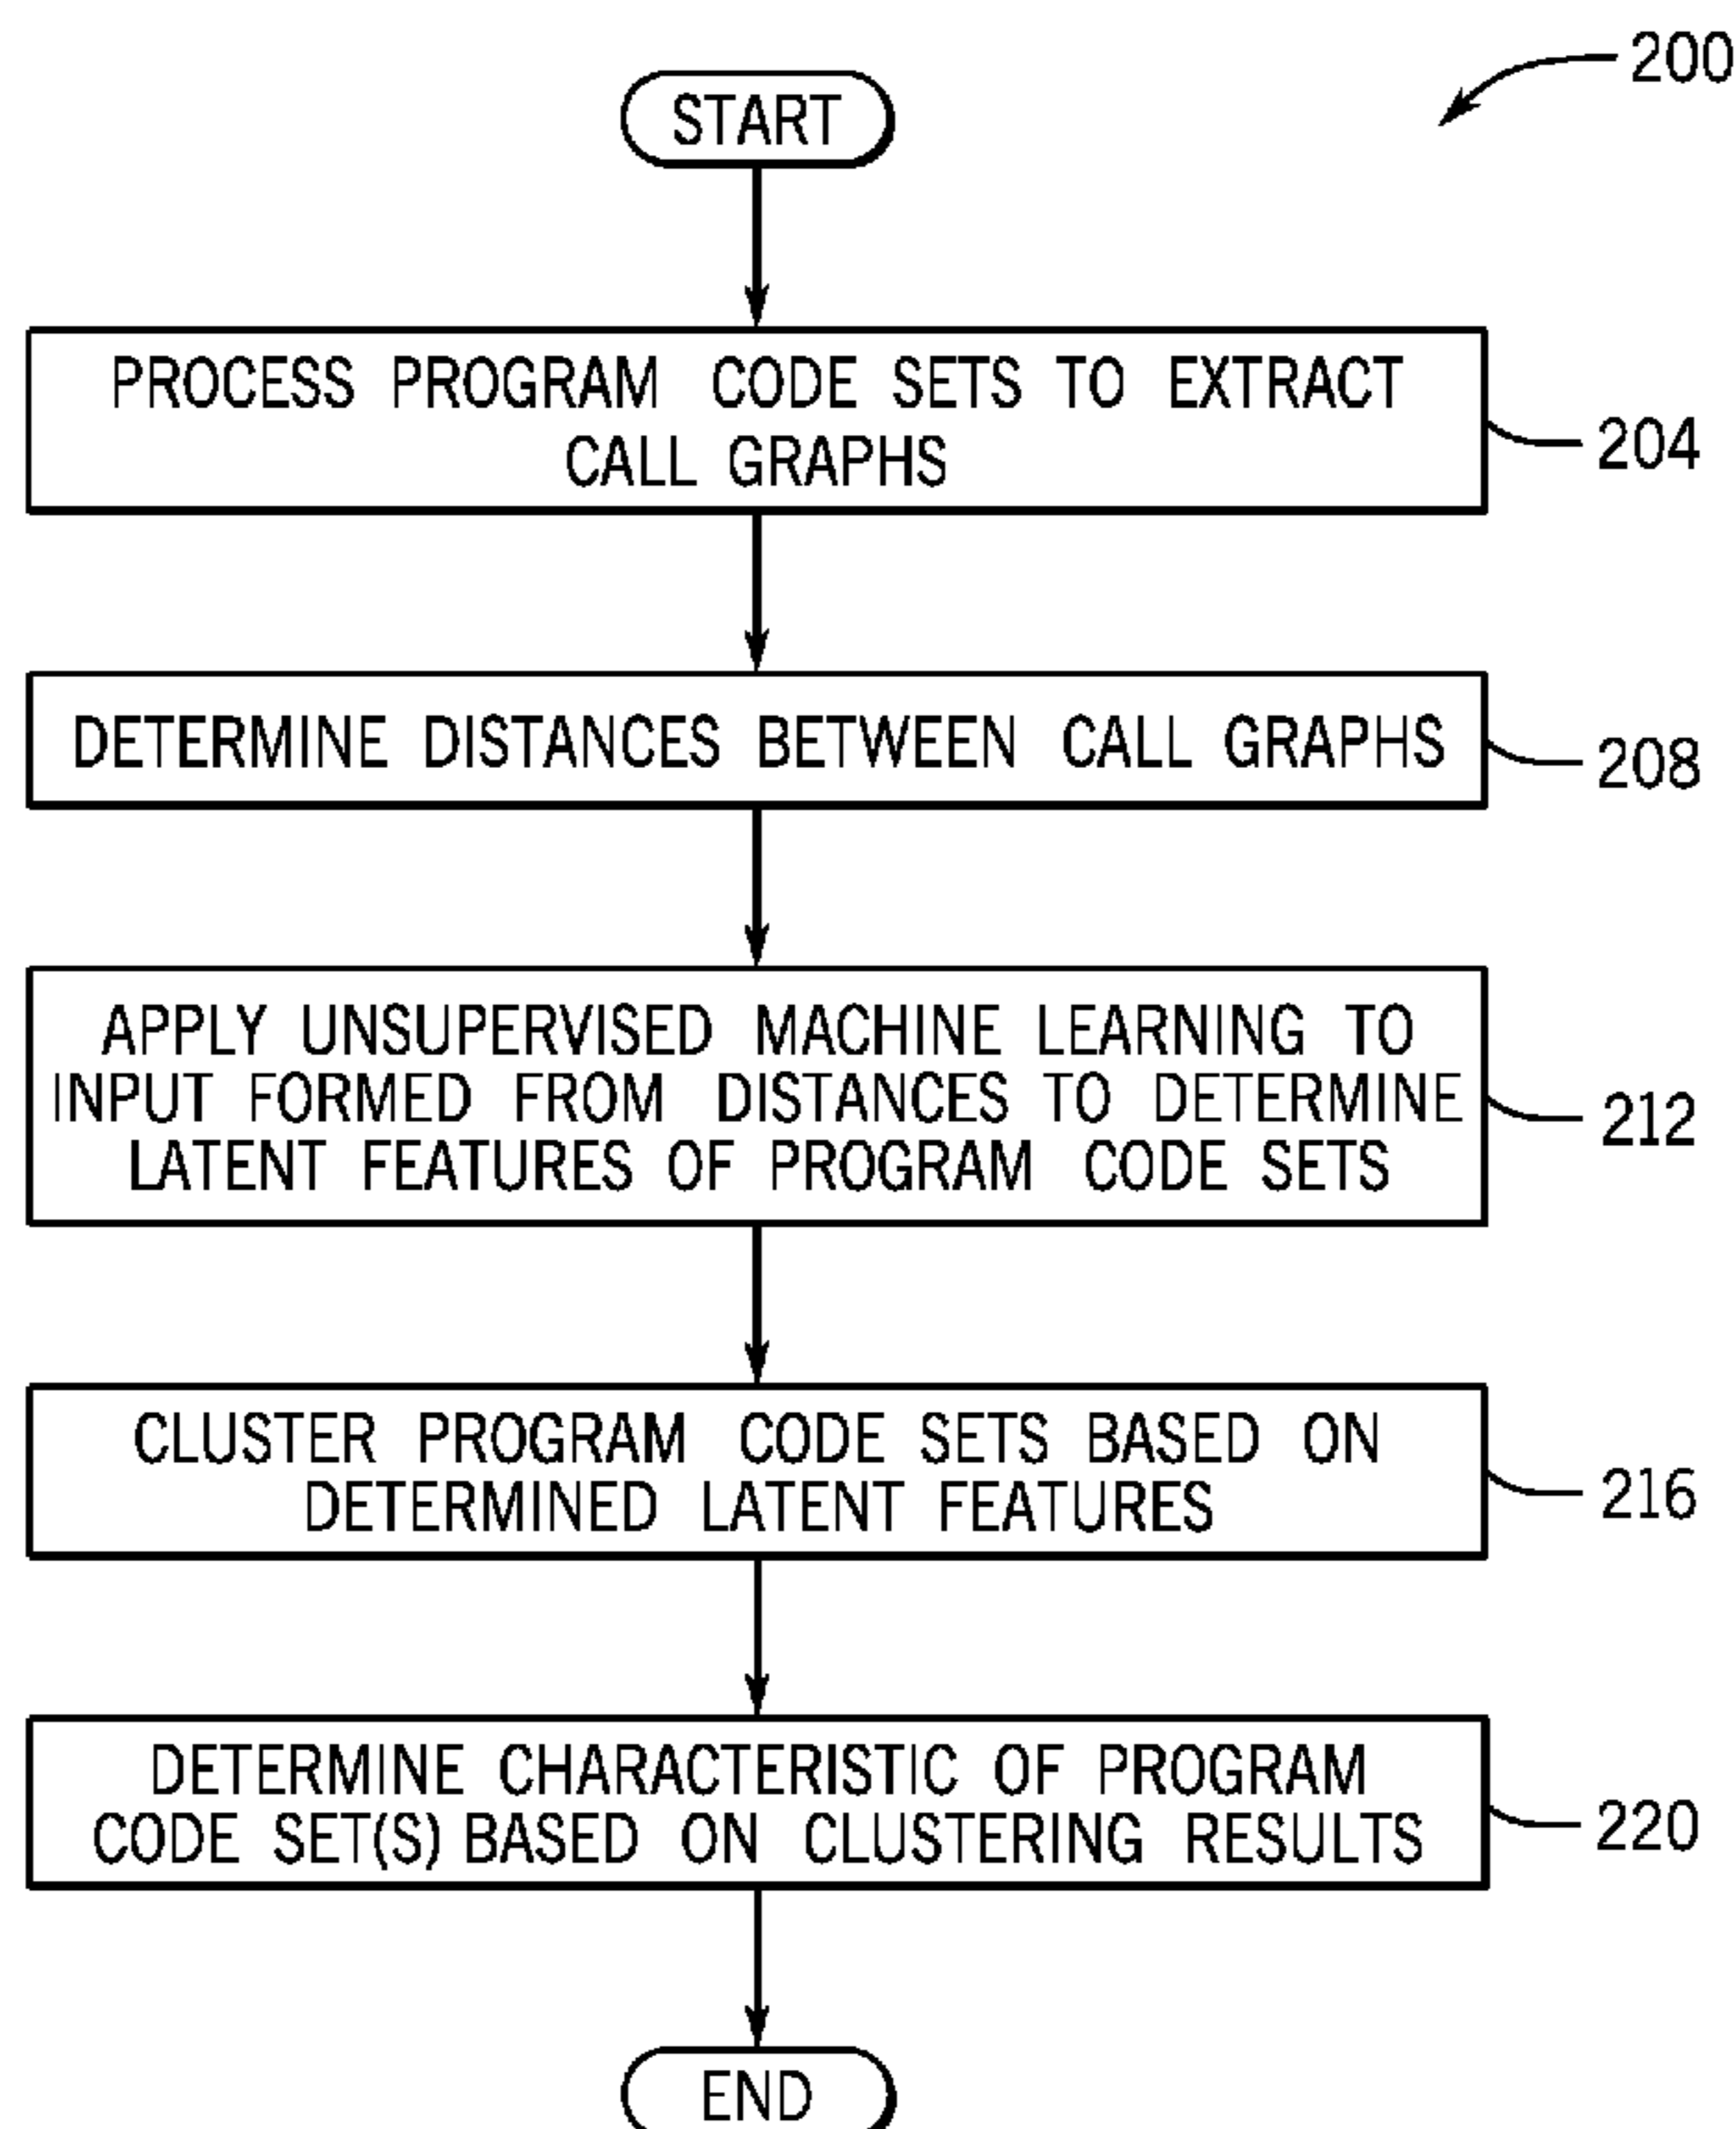 200
START
PROCESS PROGRAM CODE SETS TO EXTRACT
CALL GRAPHS
204
DETERMINE DISTANCES BETWEEN CALL GRAPHS
208
APPLY UNSUPERVISED MACHINE LEARNING TO
INPUT FORMED FROM DISTANCES TO DETERMINE
LATENT FEATURES OF PROGRAM CODE SETS
212
CLUSTER PROGRAM CODE SETS BASED ON
DETERMINED LATENT FEATURES
216
DETERMINE CHARACTERISTIC OF PROGRAM
CODE SET(S) BASED ON CLUSTERING RESULTS
220
END